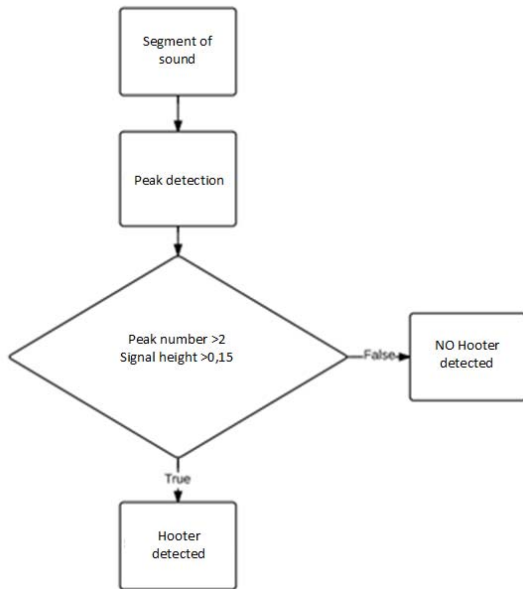 Segment of
sound
Peak detection
Peak number >2
Signal height >0,15
False
NO Hooter
detected
True
Hooter
detected